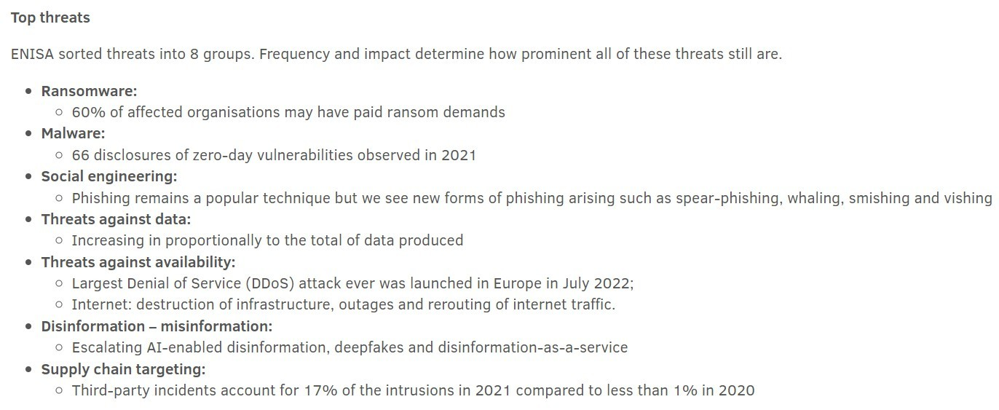 Top threats
ENISA sorted threats into 8 groups. Frequency and impact determine how prominent all of these threats still are.
• Ransomware:
◦ 60% of affected organisations may have paid ransom demands
• Malware:
◦ 66 disclosures of zero-day vulnerabilities observed in 2021
• Social engineering:
◦ Phishing remains a popular technique but we see new forms of phishing arising such as spear-phishing, whaling, smishing and vishing
• Threats against data:
◦ Increasing in proportionally to the total of data produced
• Threats against availability:
◦ Largest Denial of Service (DDoS) attack ever was launched in Europe in July 2022;
◦ Internet: destruction of infrastructure, outages and rerouting of internet traffic.
• Disinformation – misinformation:
◦ Escalating AI-enabled disinformation, deepfakes and disinformation-as-a-service
• Supply chain targeting:
◦ Third-party incidents account for 17% of the intrusions in 2021 compared to less than 1% in 2020